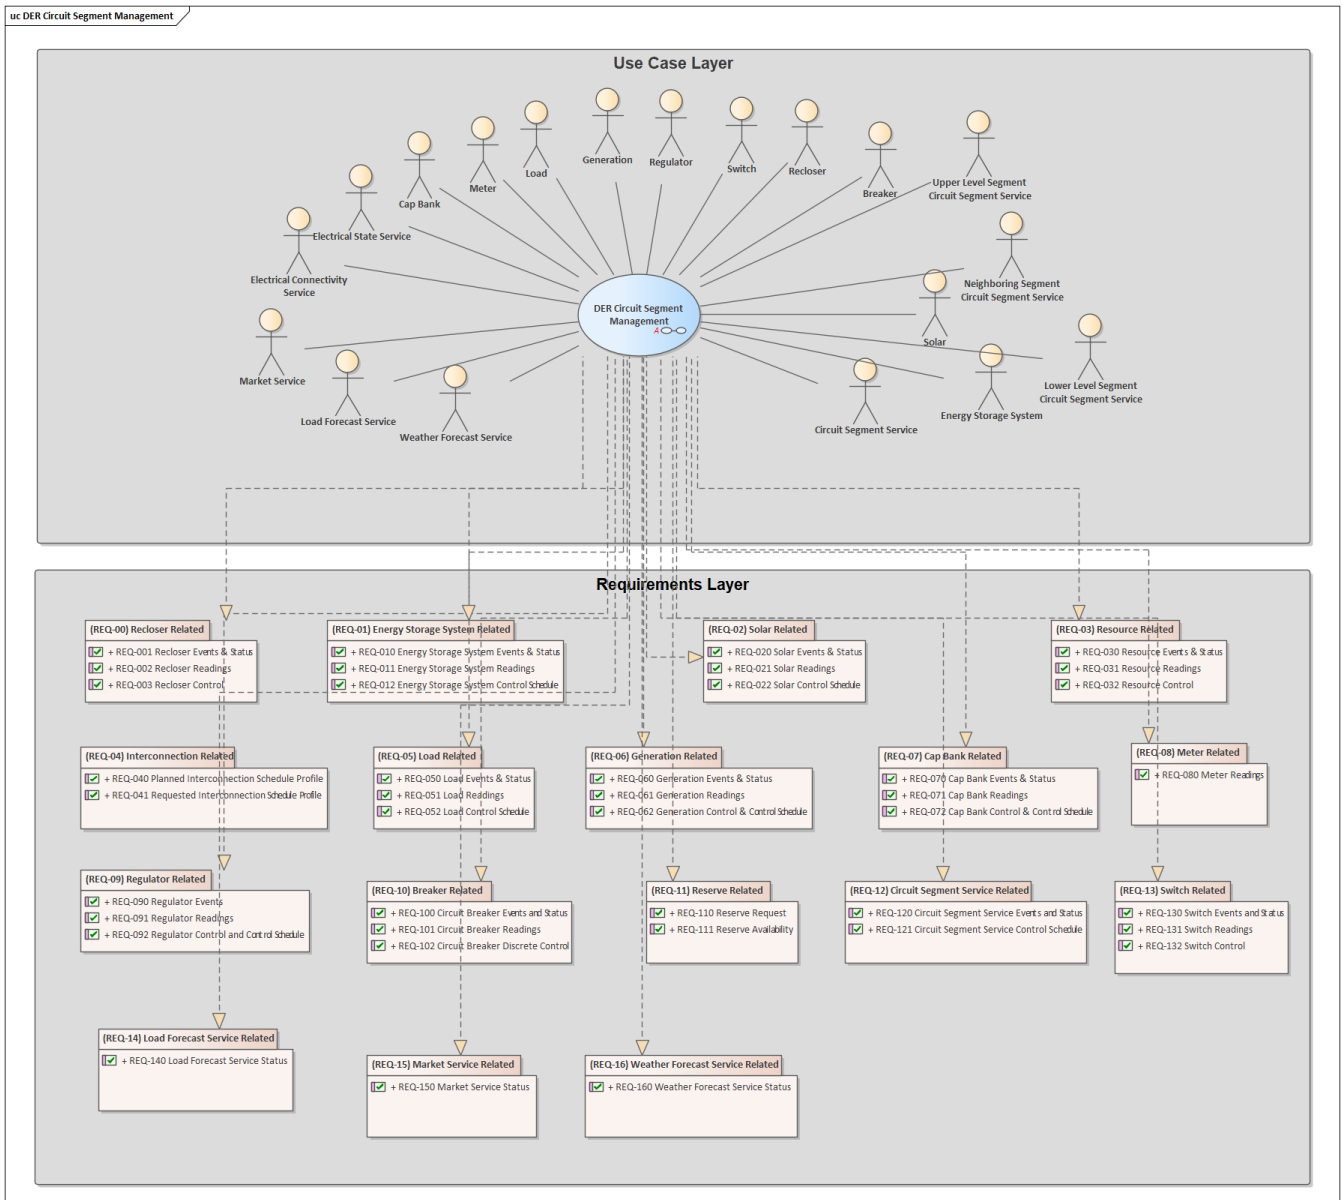 uc DER Circuit Segment Management
Use Case Layer
Generation
Regulator
Load
Switch
Recloser
Meter
Cap Bank
Breaker
Upper Level Segment
Circuit Segment Service
Electrical State Service
Electrical Connectivity
Service
Neighboring Segment
Circuit Segment Service
DER Circuit Segment
Management
A
Solar
Market Service
Load Forecast Service
Weather Forecast Service
Circuit Segment Service
Energy Storage System
Lower Level Segment
Circuit Segment Service
Requirements Layer
(REQ-00) Recloser Related
+ REQ-001 Recloser Events & Status
+ REQ-002 Recloser Readings
+ REQ-003 Recloser Control
(REQ-01) Energy Storage System Related
+ REQ-010 Energy Storage System Events & Status
+ REQ-011 Energy Storage System Readings
+ REQ-012 Energy Storage System Control Schedule
(REQ-02) Solar Related
+ REQ-020 Solar Events & Status
+ REQ-021 Solar Readings
+ REQ-022 Solar Control Schedule
(REQ-03) Resource Related
+ REQ-030 Resource Events & Status
+ REQ-031 Resource Readings
+ REQ-032 Resource Control
(REQ-04) Interconnection Related
+ REQ-040 Planned Interconnection Schedule Profile
+ REQ-041 Requested Interconnection Schedule Profile
(REQ-05) Load Related
+ REQ-050 Load Events & Status
+ REQ-051 Load Readings
+ REQ-052 Load Control Schedule
(REQ-06) Generation Related
+ REQ-060 Generation Events & Status
+ REQ-061 Generation Readings
+ REQ-062 Generation Control & Control Schedule
(REQ-07) Cap Bank Related
+ REQ-070 Cap Bank Events & Status
+ REQ-071 Cap Bank Readings
+ REQ-072 Cap Bank Control & Control Schedule
(REQ-08) Meter Related
+ REQ-080 Meter Readings
(REQ-09) Regulator Related
+ REQ-090 Regulator Events
+ REQ-091 Regulator Readings
+ REQ-092 Regulator Control and Control Schedule
(REQ-10) Breaker Related
+ REQ-100 Circuit Breaker Events and Status
+ REQ-101 Circuit Breaker Readings
+ REQ-102 Circuit Breaker Discrete Control
(REQ-11) Reserve Related
+ REQ-110 Reserve Request
+ REQ-111 Reserve Availability
(REQ-12) Circuit Segment Service Related
+ REQ-120 Circuit Segment Service Events and Status
+ REQ-121 Circuit Segment Service Control Schedule
(REQ-13) Switch Related
+ REQ-130 Switch Events and Status
+ REQ-131 Switch Readings
+ REQ-132 Switch Control
(REQ-14) Load Forecast Service Related
+ REQ-140 Load Forecast Service Status
(REQ-15) Market Service Related
+ REQ-150 Market Service Status
(REQ-16) Weather Forecast Service Related
+ REQ-160 Weather Forecast Service Status